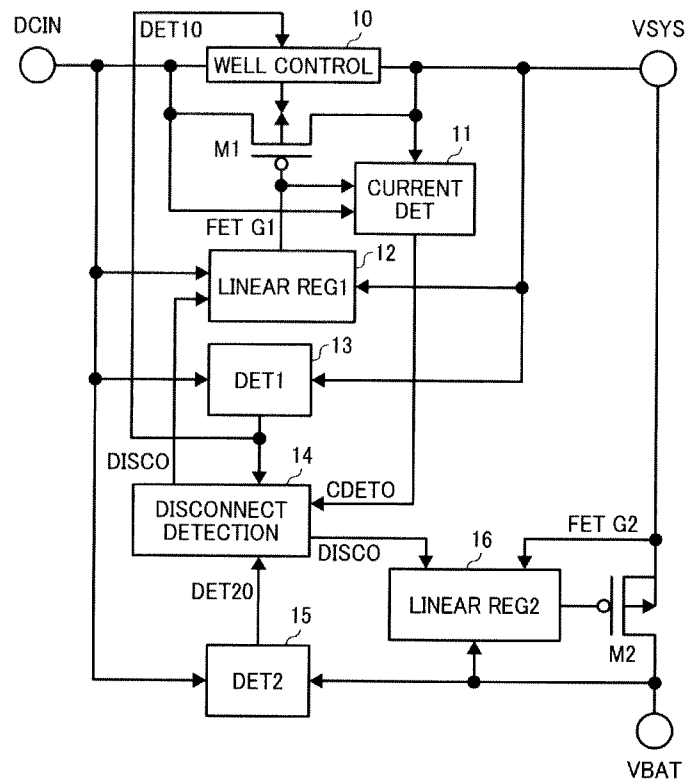 DCIN
DET10
10
VSYS
WELL CONTROL
M1
11
CURRENT
DET
FET G1
12
LINEAR REG1
13
DET1
DISCO
14
CDETO
DISCONNECT
DETECTION
DISCO
FET G2
16
DET20
LINEAR REG2
15
M2
DET2
VBAT